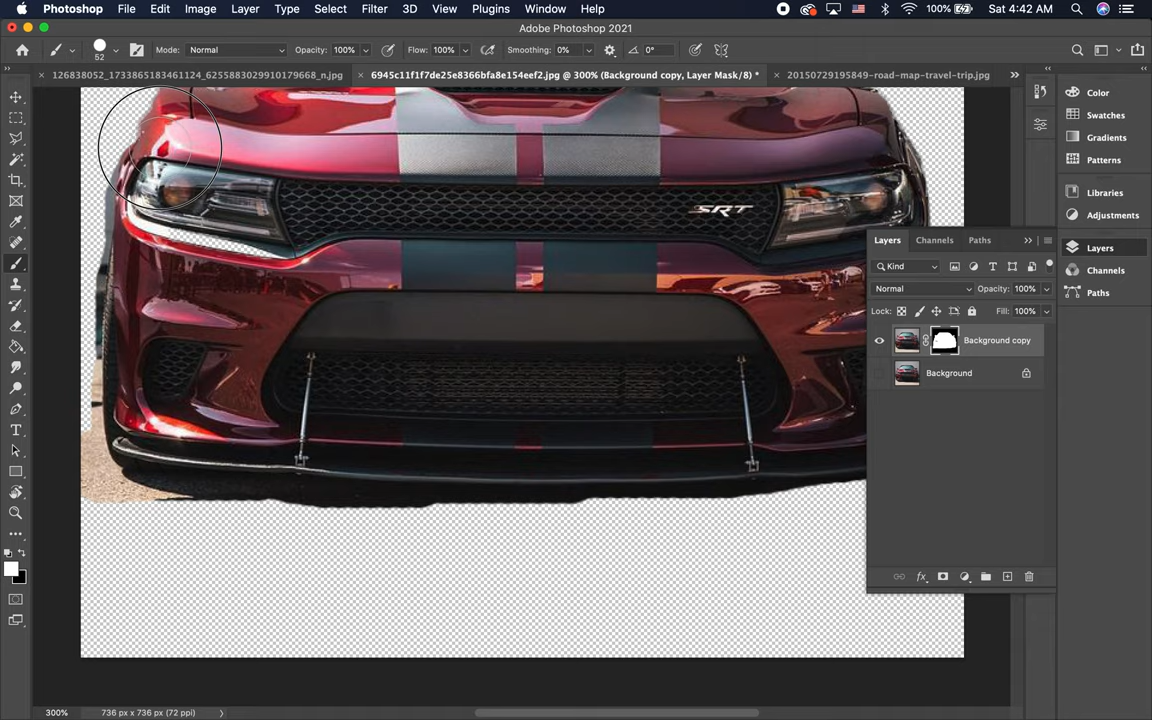 Photoshop File Edit Image Layer Type Select Filter 3D View Plugins Window Help 100% Sat 4:42 AM
Adobe Photoshop 2021
52 Mode: Normal Opacity: 100% Flow: 100% Smoothing: 0% 0°
126838052_1733865183461124_6255883029910179668_n.jpg 6945c11f1f7de25e8366bfa8e154eef2.jpg @ 300% (Background copy, Layer Mask/8) * 20150729195849-road-map-travel-trip.jpg
Color
Swatches
Gradients
Patterns
Libraries
Adjustments
Layers
Channels
Paths
SRT
Layers Channels Paths
Kind
Normal Opacity: 100%
Lock: Fill: 100%
Background copy
Background
300% 736 px x 736 px (72 ppi)